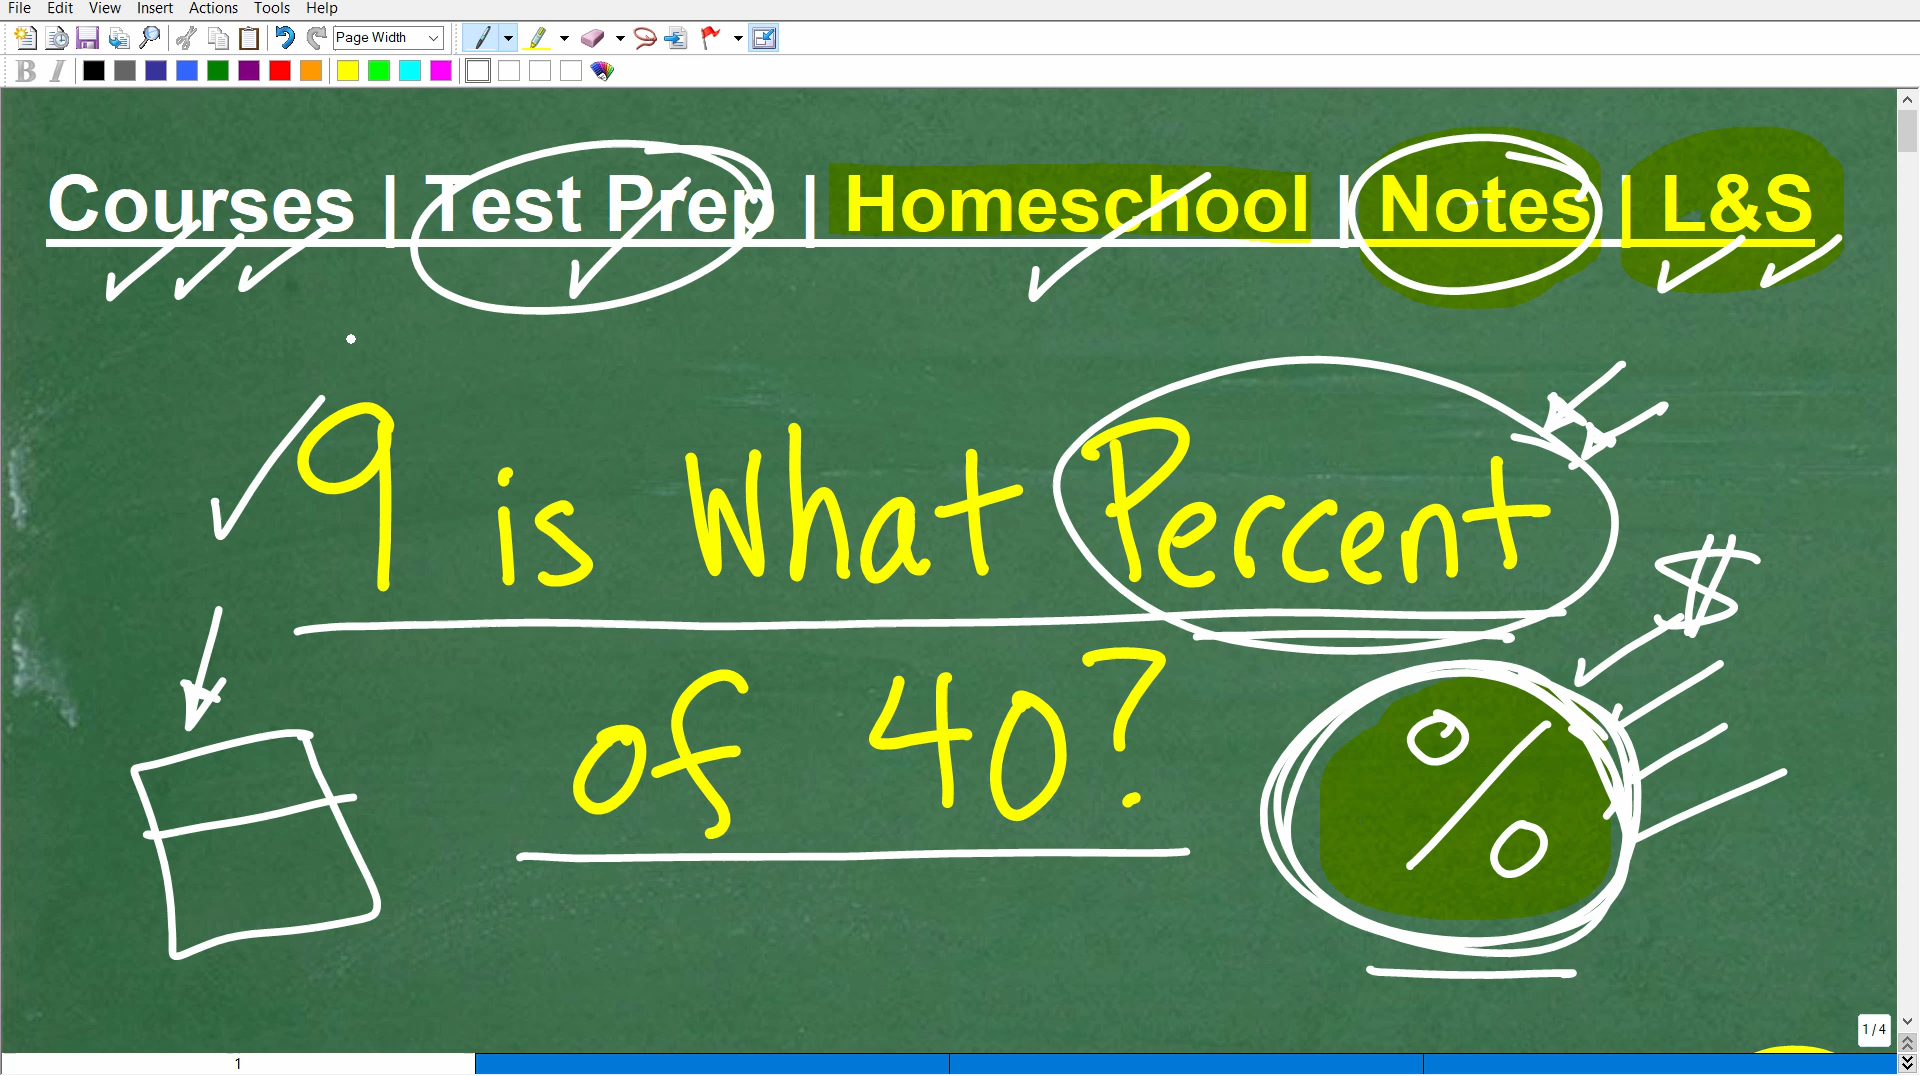 File Edit View Insert Actions Tools Help
Page Width
B I
Courses | Test Prep | Homeschool | Notes | L&S
9 is what Percent
$
of 40?
%
1 / 4
1